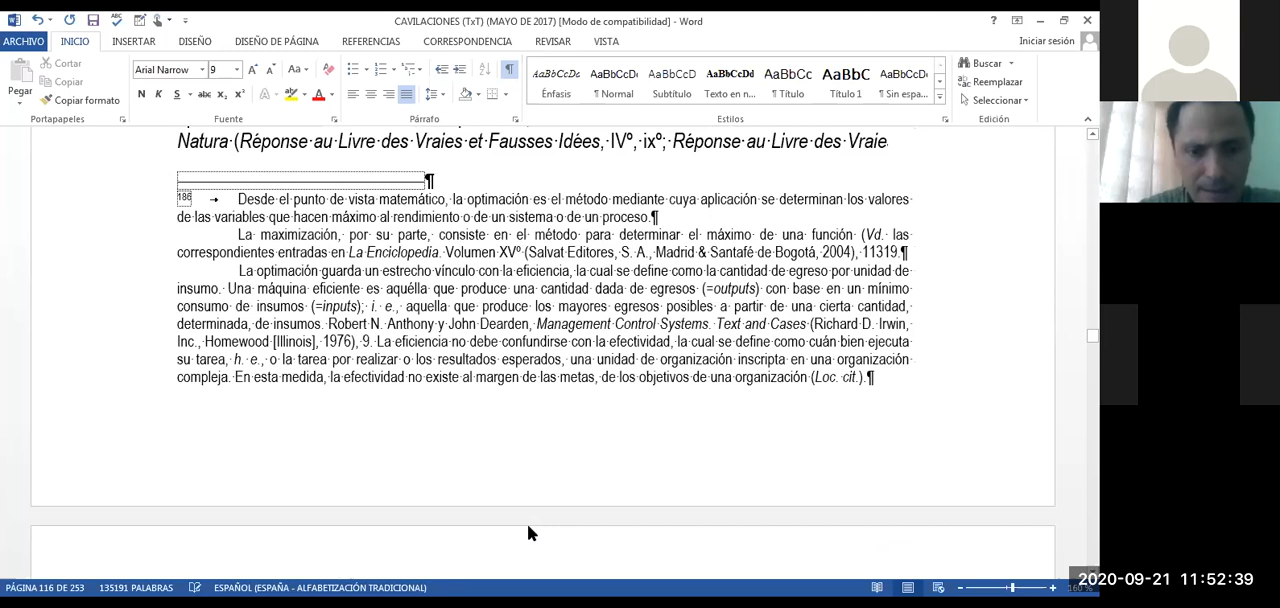 CAVILACIONES (TxT) (MAYO DE 2017) [Modo de compatibilidad] - Word
ARCHIVO INICIO INSERTAR DISEÑO DISEÑO DE PÁGINA REFERENCIAS CORRESPONDENCIA REVISAR VISTA Iniciar sesión
Pegar
Cortar
Copiar
Copiar formato
Portapapeles
Arial Narrow 9
Fuente
Párrafo
AaBbCcDc AaBbCcDc AaBbCcD AaBbCcDd AaBbCc AaBbC AaBbCcDc
Énfasis ¶ Normal Subtítulo Texto en n... ¶ Título Título 1 ¶ Sin espa...
Estilos
Buscar
Reemplazar
Seleccionar
Edición
Natura (Réponse au Livre des Vraies et Fausses Idées, IVº, ixº; Réponse au Livre des Vraie
186 → Desde el punto de vista matemático, la optimación es el método mediante cuya aplicación se determinan los valores
de las variables que hacen máximo al rendimiento o de un sistema o de un proceso.¶
La maximización, por su parte, consiste en el método para determinar el máximo de una función (Vd. las
correspondientes entradas en La Enciclopedia. Volumen XVº (Salvat Editores, S. A., Madrid & Santafé de Bogotá, 2004), 11319.¶
La optimación guarda un estrecho vínculo con la eficiencia, la cual se define como la cantidad de egreso por unidad de
insumo. Una máquina eficiente es aquélla que produce una cantidad dada de egresos (=outputs) con base en un mínimo
consumo de insumos (=inputs); i. e., aquella que produce los mayores egresos posibles a partir de una cierta cantidad,
determinada, de insumos. Robert N. Anthony y John Dearden, Management Control Systems. Text and Cases (Richard D. Irwin,
Inc., Homewood [Illinois], 1976), 9. La eficiencia no debe confundirse con la efectividad, la cual se define como cuán bien ejecuta
su tarea, h. e., o la tarea por realizar o los resultados esperados, una unidad de organización inscripta en una organización
compleja. En esta medida, la efectividad no existe al margen de las metas, de los objetivos de una organización (Loc. cit.).¶
PÁGINA 116 DE 253 135191 PALABRAS ESPAÑOL (ESPAÑA - ALFABETIZACIÓN TRADICIONAL) 160 %
2020-09-21 11:52:39